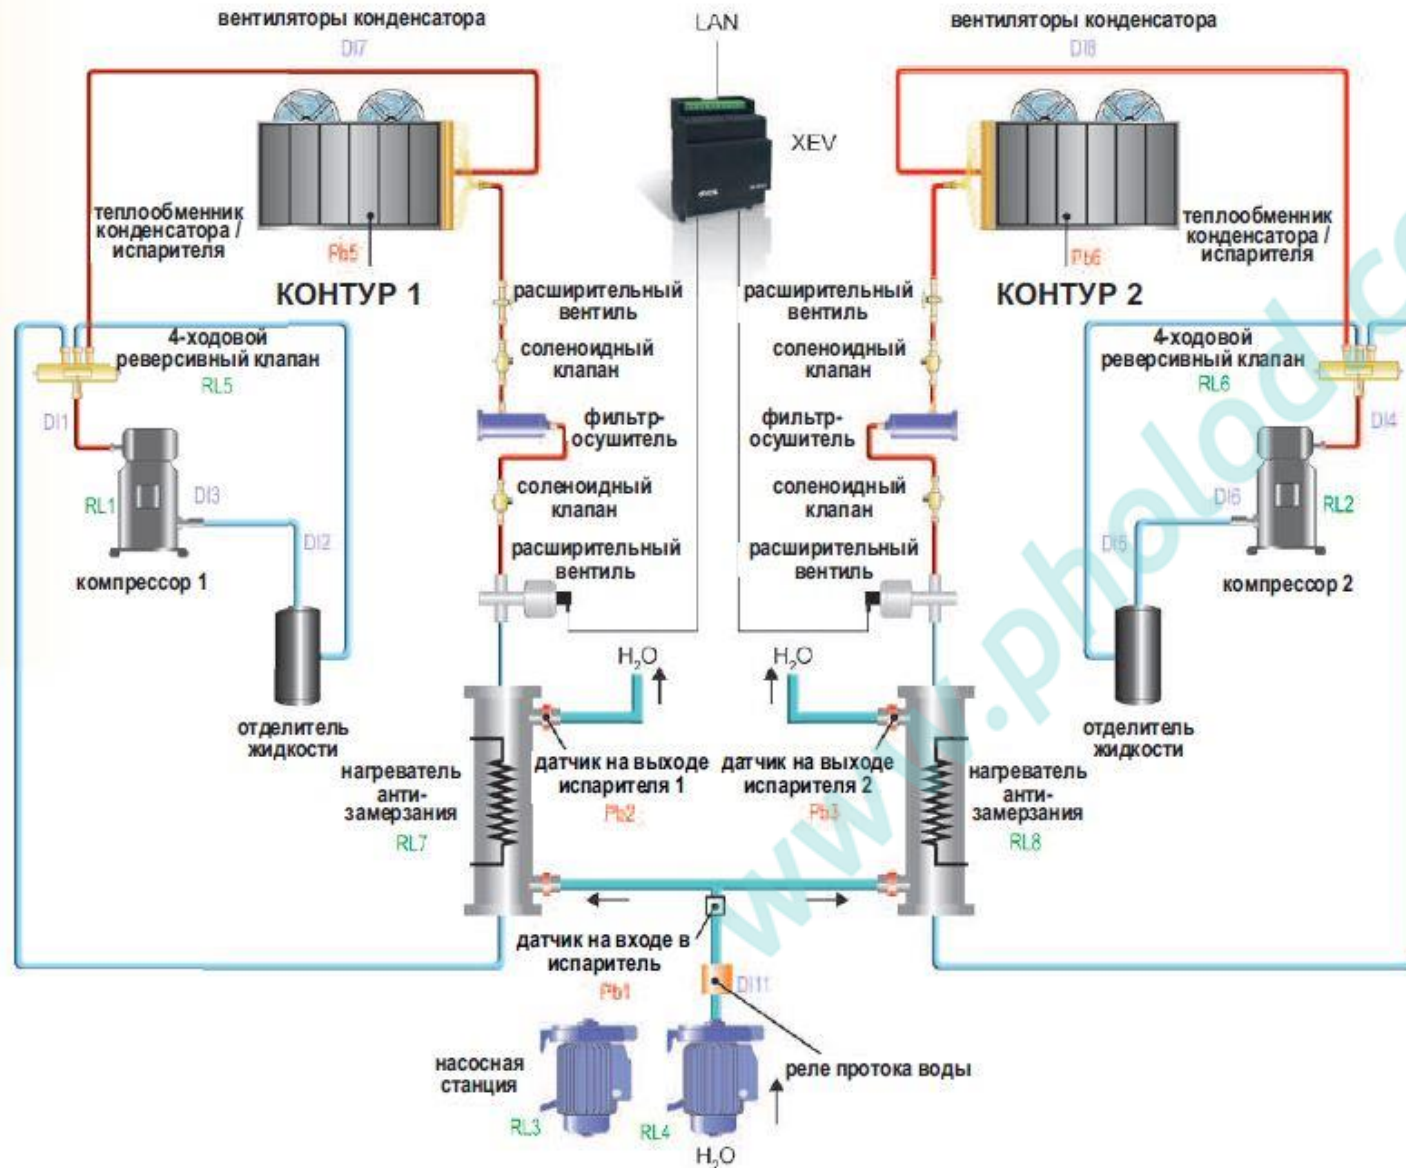 вентиляторы конденсатора
DI7
LAN
вентиляторы конденсатора
DI8
XEV
теплообменник
конденсатора /
испарителя
Pb5
КОНТУР 1
теплообменник
конденсатора /
испарителя
Pb6
КОНТУР 2
расширительный
вентиль
расширительный
вентиль
4-ходовой
реверсивный клапан
RL5
соленоидный
клапан
соленоидный
клапан
4-ходовой
реверсивный клапан
RL6
DI1
фильтр-
осушитель
фильтр-
осушитель
DI4
RL1
DI3
DI2
соленоидный
клапан
соленоидный
клапан
DI6
RL2
DI5
компрессор 1
расширительный
вентиль
расширительный
вентиль
компрессор 2
H₂O
H₂O
отделитель
жидкости
отделитель
жидкости
нагреватель
анти-
замерзания
RL7
датчик на выходе
испарителя 1
Pb2
датчик на выходе
испарителя 2
Pb3
нагреватель
анти-
замерзания
RL8
датчик на входе в
испаритель
Pb1
DI11
насосная
станция
RL3
RL4
реле протока воды
H₂O
www.pholod.co